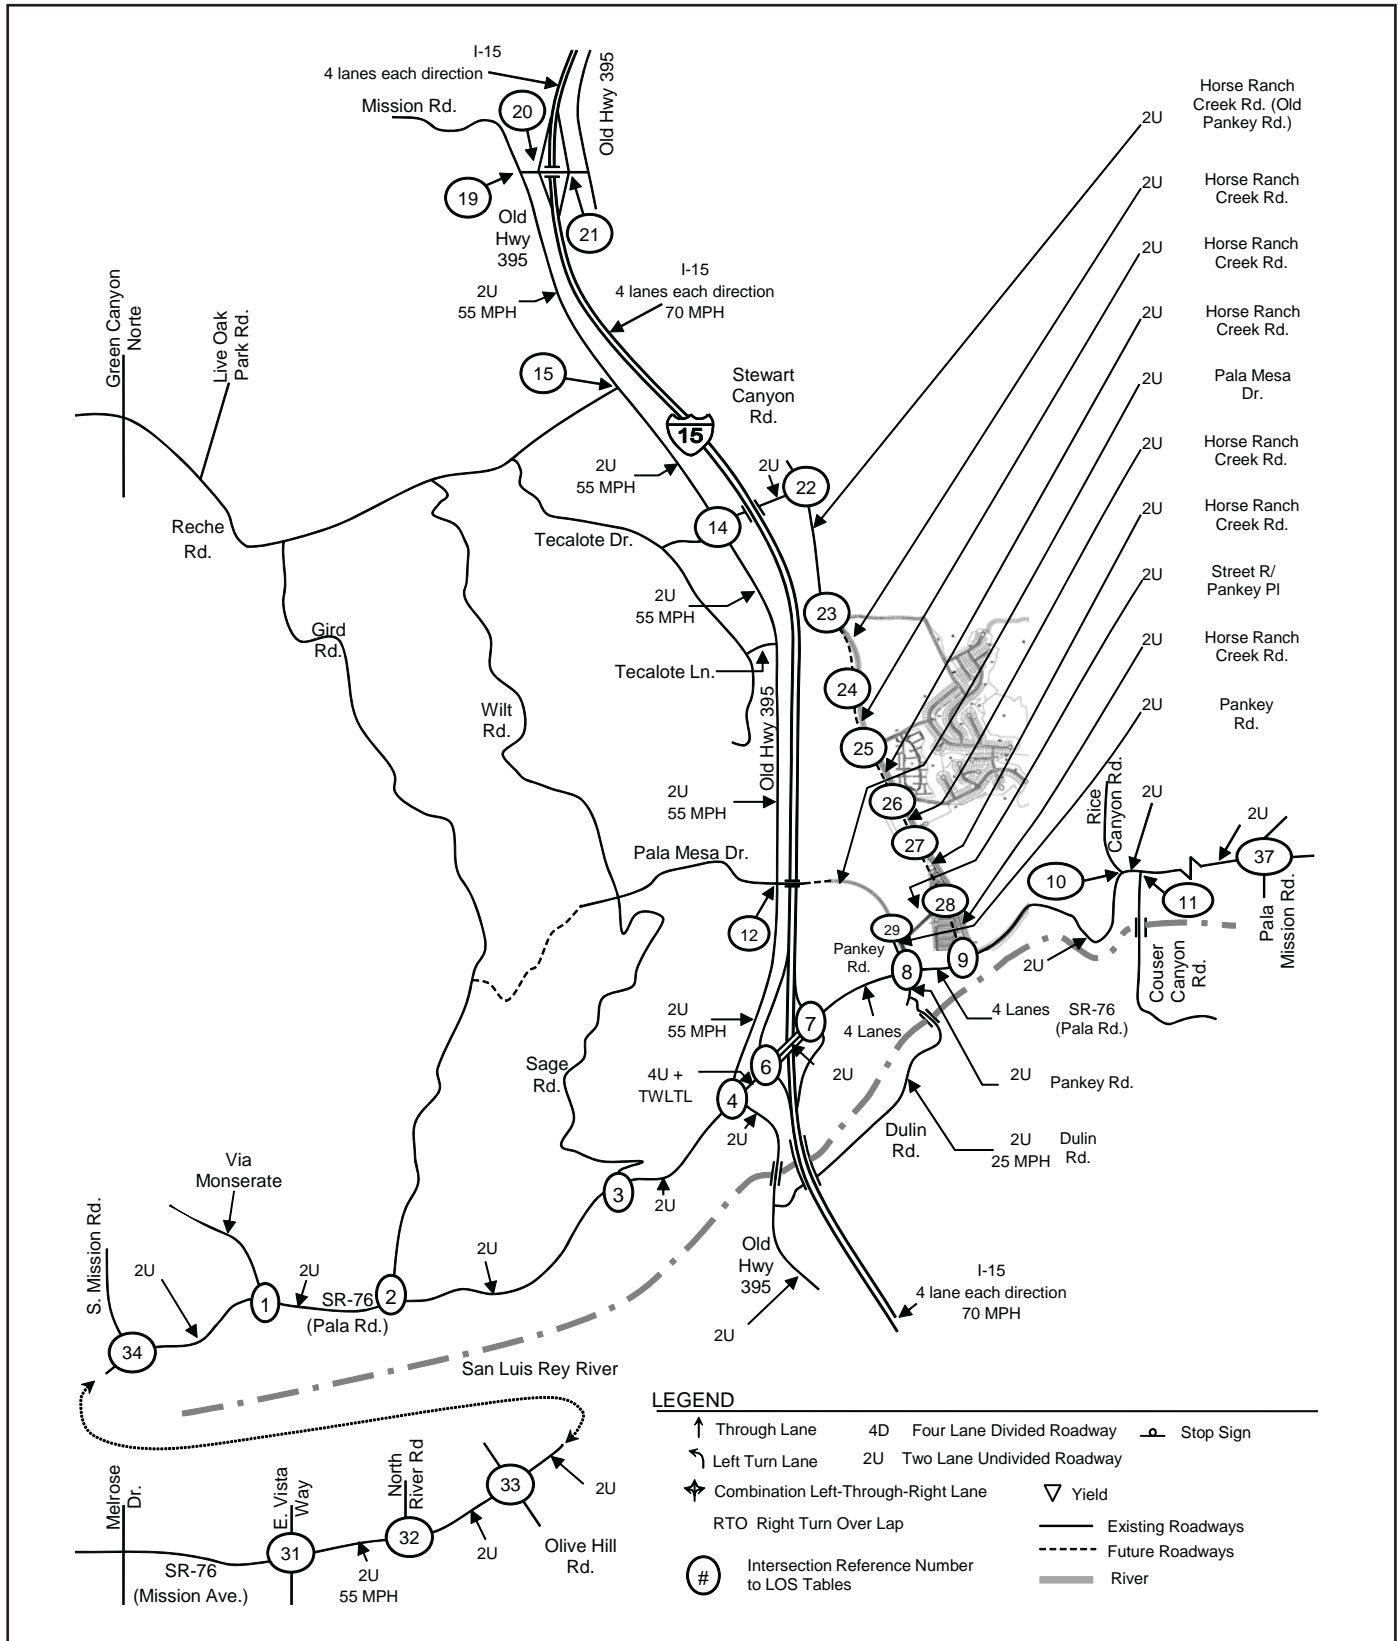 I-15
4 lanes each direction
Mission Rd.
Old Hwy 395
20
19
21
Old
Hwy
395
Horse Ranch
Creek Rd. (Old
Pankey Rd.)
2U
2U
Horse Ranch
Creek Rd.
2U
Horse Ranch
Creek Rd.
2U
Horse Ranch
Creek Rd.
2U
Pala Mesa
Dr.
2U
Horse Ranch
Creek Rd.
2U
Horse Ranch
Creek Rd.
2U
Street R/
Pankey Pl
2U
Horse Ranch
Creek Rd.
2U
Pankey
Rd.
I-15
4 lanes each direction
70 MPH
2U
55 MPH
Green Canyon
Norte
Live Oak
Park Rd.
15
Stewart
Canyon
Rd.
15
2U
55 MPH
2U
22
14
Reche
Rd.
Tecalote Dr.
2U
55 MPH
23
Gird
Rd.
Tecalote Ln.
24
Wilt
Rd.
Old Hwy 395
25
2U
55 MPH
26
27
Rice
Canyon Rd.
2U
2U
37
Pala
Mission Rd.
10
11
Pala Mesa Dr.
12
28
29
Pankey
Rd.
8
9
2U
Couser
Canyon
Rd.
4 Lanes
4 Lanes
SR-76
(Pala Rd.)
7
2U
55 MPH
6
2U
4U +
TWLTL
4
2U
Sage
Rd.
2U
Pankey Rd.
Dulin
Rd.
2U
25 MPH
Dulin
Rd.
3
2U
Via
Monserate
S. Mission Rd.
2U
1
2U
SR-76
(Pala Rd.)
2
2U
34
Old
Hwy
395
2U
I-15
4 lane each direction
70 MPH
San Luis Rey River
Melrose
Dr.
SR-76
(Mission Ave.)
E. Vista
Way
31
2U
55 MPH
North
River Rd
32
2U
33
2U
Olive Hill
Rd.
LEGEND
Through Lane
4D Four Lane Divided Roadway
Stop Sign
Left Turn Lane
2U Two Lane Undivided Roadway
Combination Left-Through-Right Lane
Yield
RTO Right Turn Over Lap
Existing Roadways
Future Roadways
# Intersection Reference Number
to LOS Tables
River